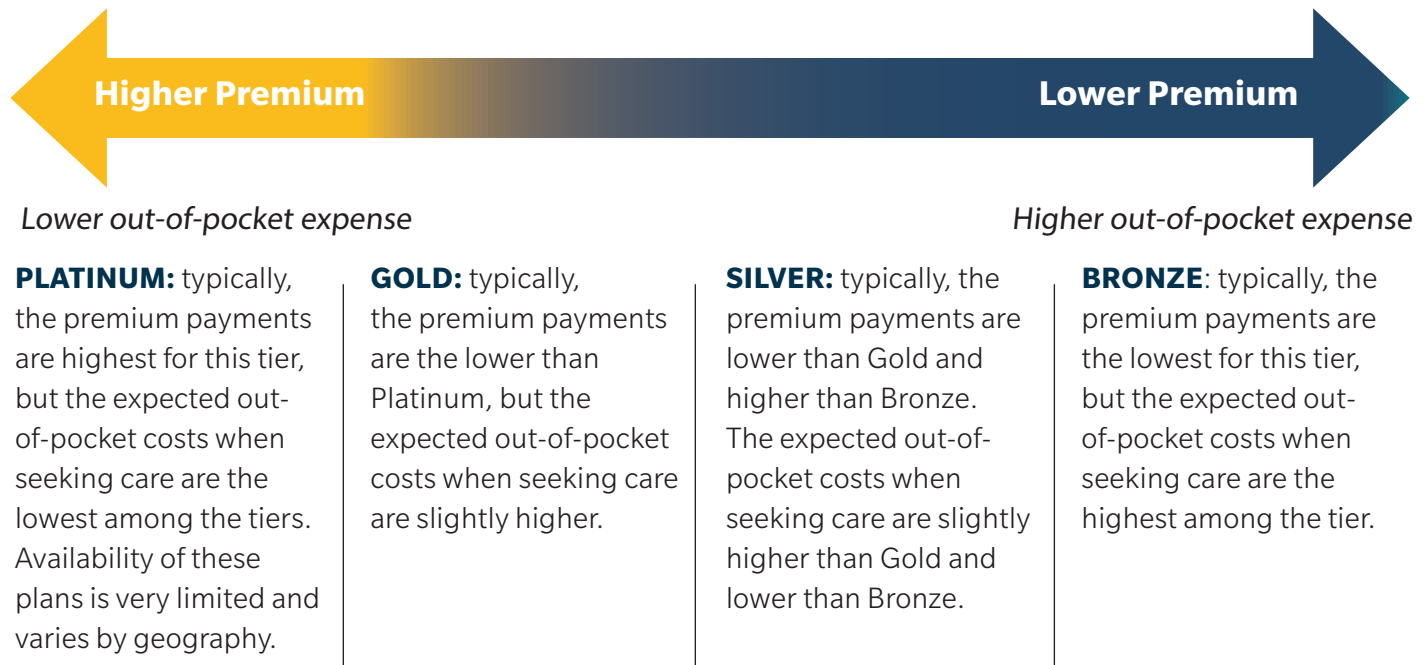 Higher Premium
Lower Premium
Lower out-of-pocket expense
Higher out-of-pocket expense
PLATINUM: typically,
the premium payments
are highest for this tier,
but the expected out-
of-pocket costs when
seeking care are the
lowest among the tiers.
Availability of these
plans is very limited and
varies by geography.
GOLD: typically,
the premium payments
are the lower than
Platinum, but the
expected out-of-pocket
costs when seeking care
are slightly higher.
SILVER: typically, the
premium payments are
lower than Gold and
higher than Bronze.
The expected out-of-
pocket costs when
seeking care are slightly
higher than Gold and
lower than Bronze.
BRONZE: typically, the
premium payments are
the lowest for this tier,
but the expected out-
of-pocket costs when
seeking care are the
highest among the tier.